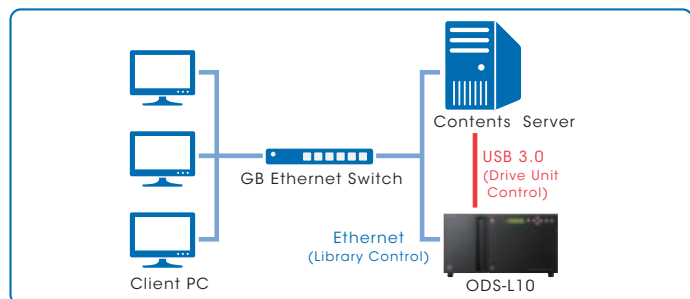 Contents Server
USB 3.0
(Drive Unit
Control)
GB Ethernet Switch
Ethernet
(Library Control)
Client PC
ODS-L10